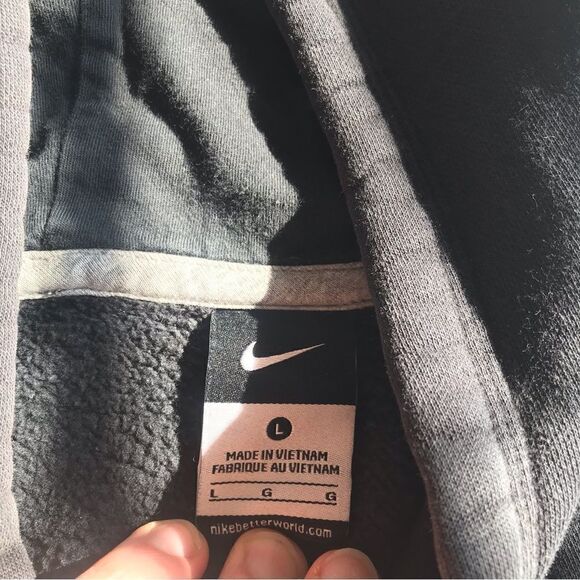 L
MADE IN VIETNAM
FABRIQUE AU VIETNAM
L G G
nikebetterworld.com